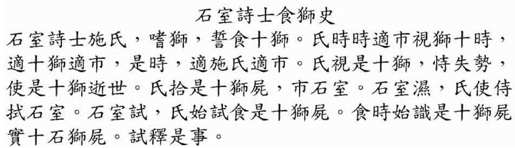 石室詩士食獅史
石室詩士施氏，嗜獅，誓食十獅。氏時時適市視獅十時，
適十獅適市，是時，適施氏適市。氏視是十獅，恃失勢，
使是十獅逝世。氏拾是十獅屍，市石室。石室濕，氏使侍
拭石室。石室試，氏始試食是十獅屍。食時始識是十獅屍
實十石獅屍。試釋是事。